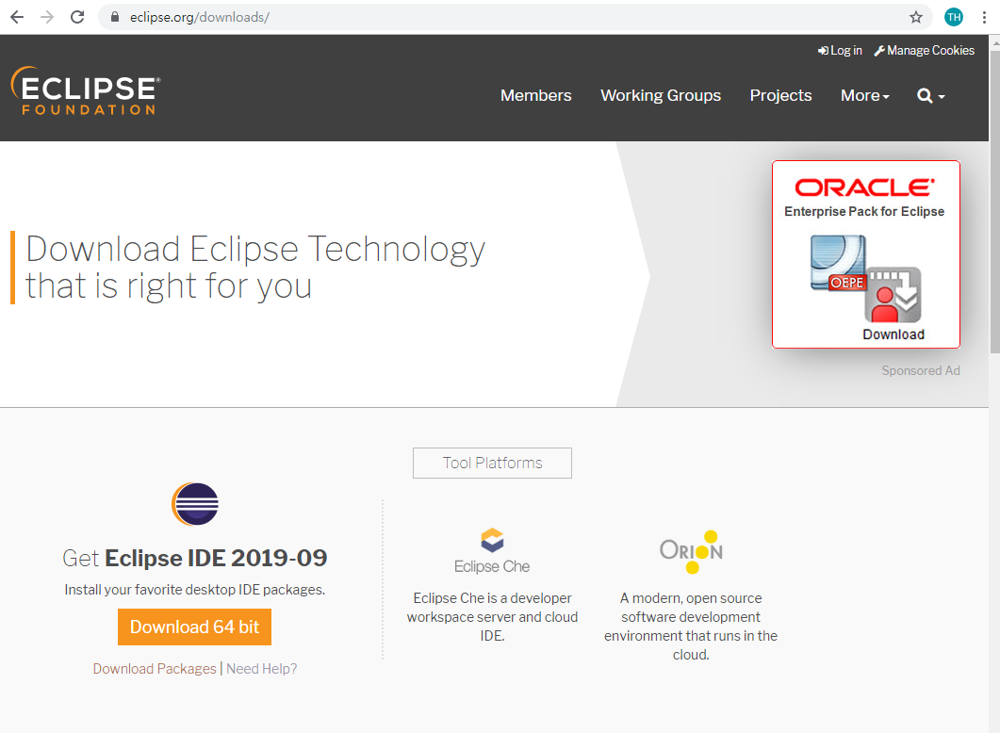 eclipse.org/downloads/
TH
Log in Manage Cookies
ECLIPSE®
FOUNDATION
Members Working Groups Projects More
ORACLE®
Enterprise Pack for Eclipse
OEPE
Download
Sponsored Ad
Download Eclipse Technology
that is right for you
Tool Platforms
Get Eclipse IDE 2019-09
Install your favorite desktop IDE packages.
Download 64 bit
Download Packages | Need Help?
Eclipse Che
Eclipse Che is a developer
workspace server and cloud
IDE.
ORION
A modern, open source
software development
environment that runs in the
cloud.